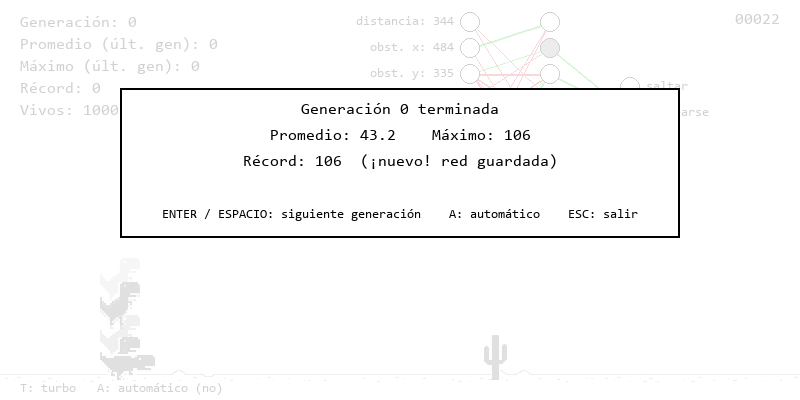 Generación: 0
Promedio (últ. gen): 0
Máximo (últ. gen): 0
Récord: 0
Vivos: 1000
distancia: 344
obst. x: 484
obst. y: 335
saltar
arse
00022
Generación 0 terminada
Promedio: 43.2    Máximo: 106
Récord: 106  (¡nuevo! red guardada)
ENTER / ESPACIO: siguiente generación    A: automático    ESC: salir
T: turbo   A: automático (no)